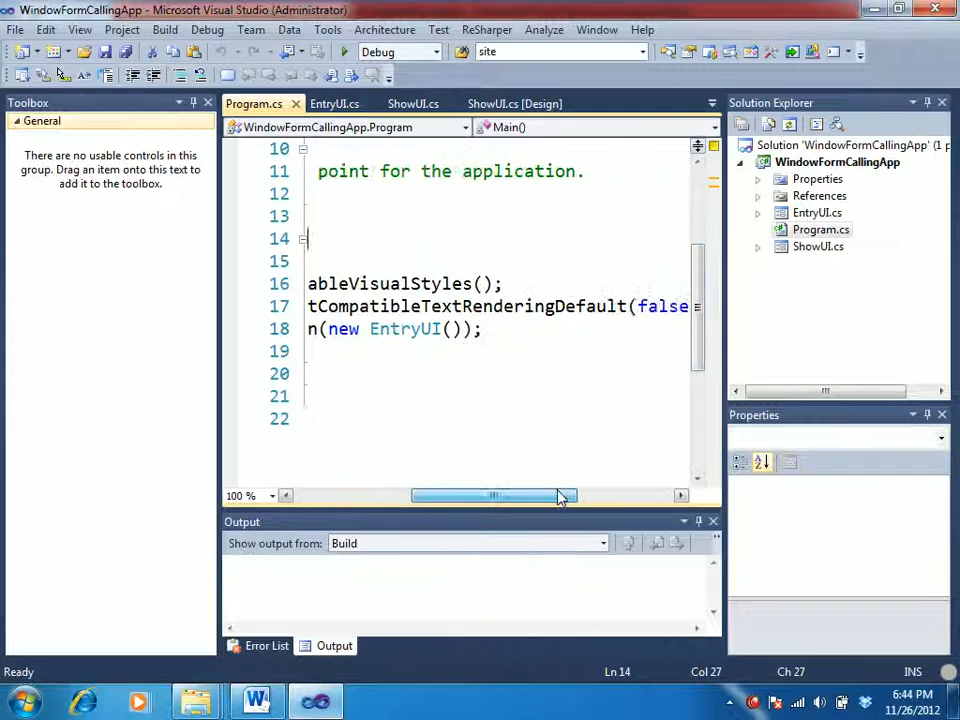 WindowFormCallingApp - Microsoft Visual Studio (Administrator)
File Edit View Project Build Debug Team Data Tools Architecture Test ReSharper Analyze Window Help
Debug site
Toolbox
General
There are no usable controls in this
group. Drag an item onto this text to
add it to the toolbox.
Program.cs EntryUI.cs ShowUI.cs ShowUI.cs [Design]
WindowFormCallingApp.Program Main()
10
11 point for the application.
12
13
14
15
16 ableVisualStyles();
17 tCompatibleTextRenderingDefault(false
18 n(new EntryUI());
19
20
21
22
100 %
Output
Show output from: Build
Error List Output
Solution Explorer
Solution 'WindowFormCallingApp' (1 p
WindowFormCallingApp
Properties
References
EntryUI.cs
Program.cs
ShowUI.cs
Properties
Ready Ln 14 Col 27 Ch 27 INS
6:44 PM
11/26/2012